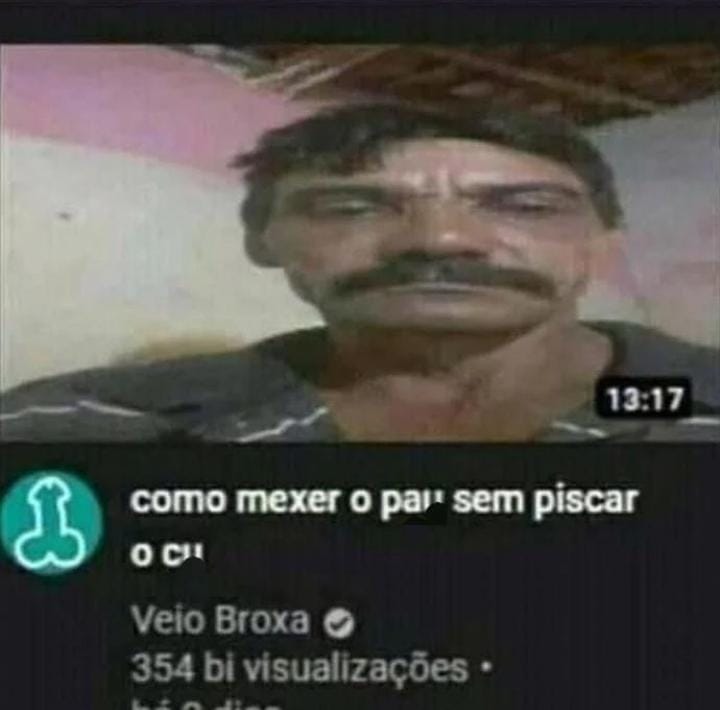 13:17
como mexer o pau sem piscar
o cu
Veio Broxa
354 bi visualizações •